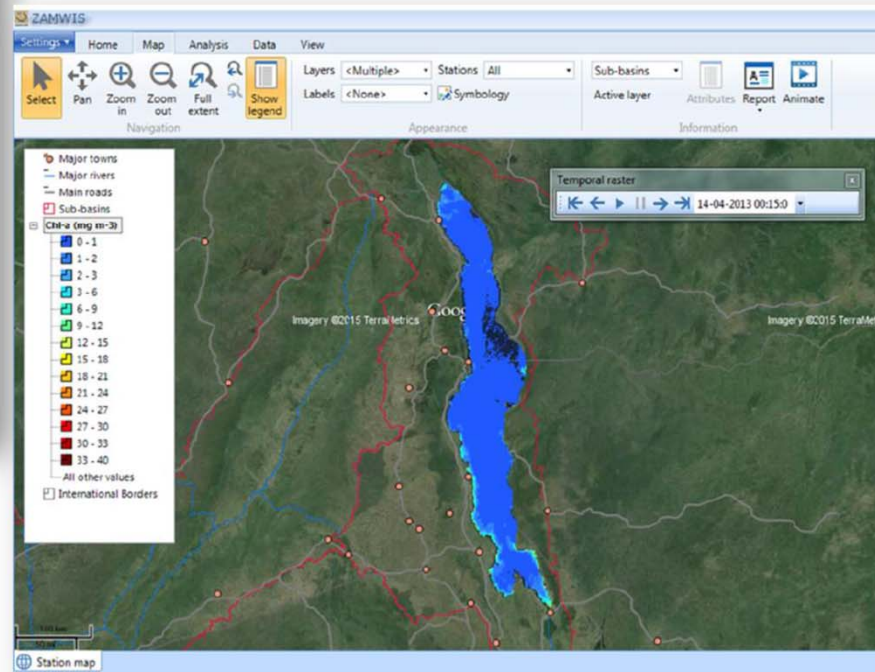 ZAMWIS
Settings Home Map Analysis Data View
Select Pan Zoom in Zoom out Full extent Show legend
Navigation
Layers <Multiple> Stations All
Labels <None> Symbology
Appearance
Sub-basins
Active layer
Attributes Report Animate
Information
Major towns
Major rivers
Main roads
Sub-basins
Chl-a (mg m-3)
0 - 1
1 - 2
2 - 3
3 - 6
6 - 9
9 - 12
12 - 15
15 - 18
18 - 21
21 - 24
24 - 27
27 - 30
30 - 33
33 - 40
All other values
International Borders
Temporal raster
14-04-2013 00:15:0
Imagery ©2015 TerraMetrics
Goog
Imagery ©2015 TerraMe
Station map